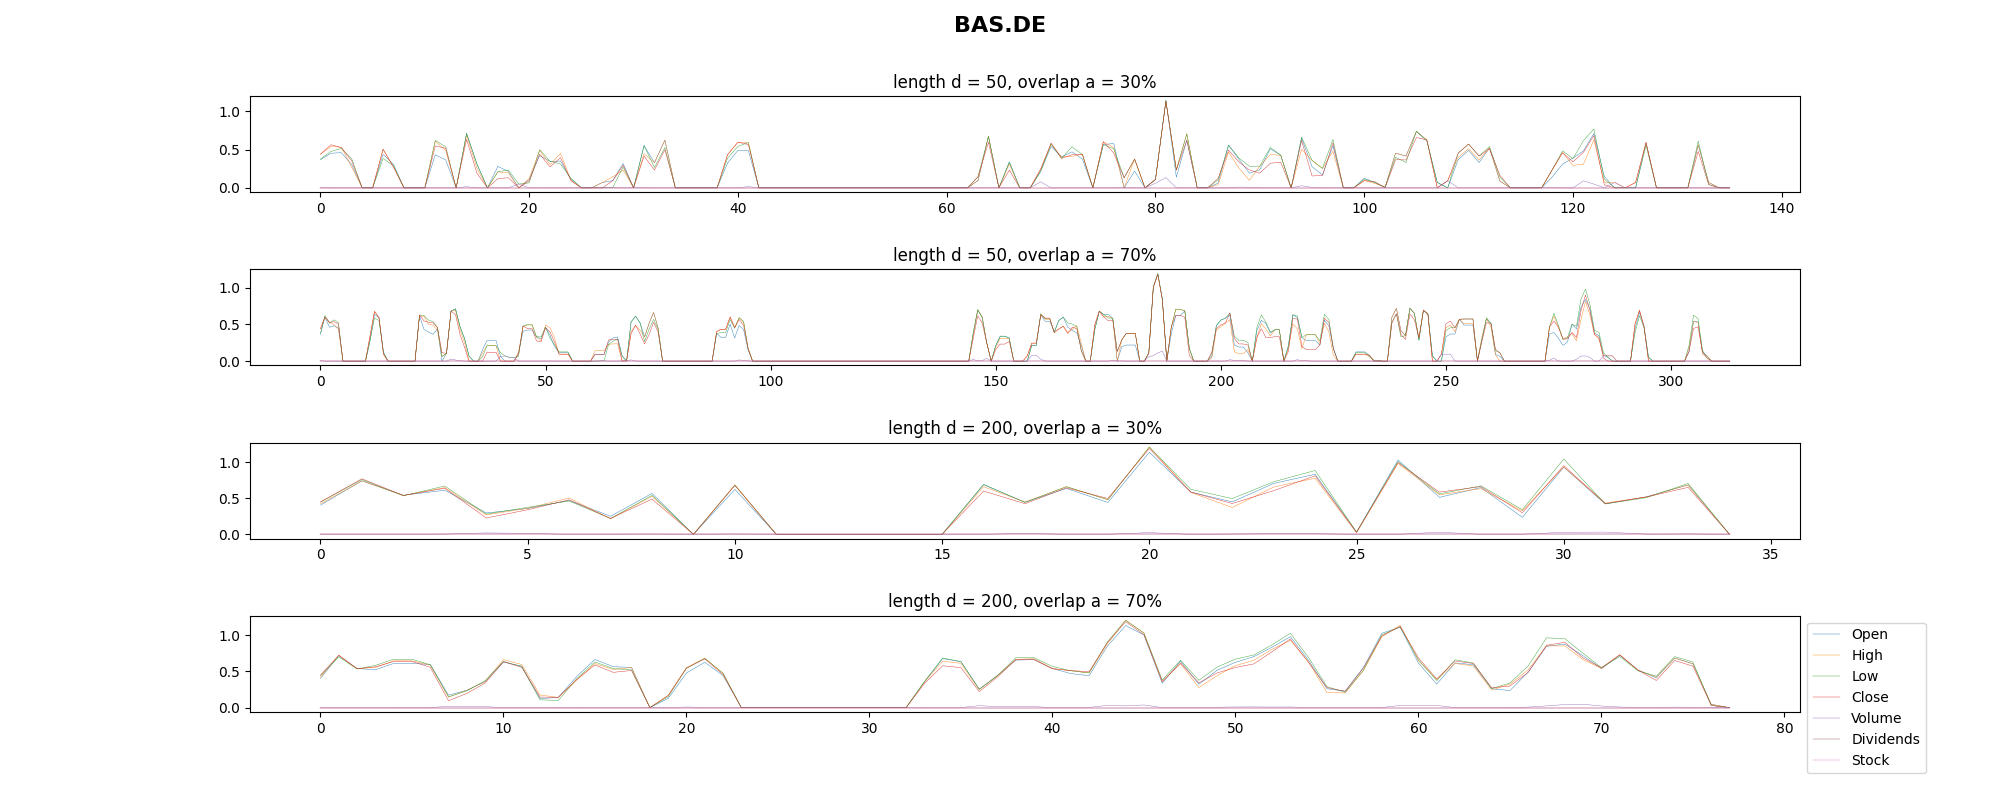 BAS.DE
length d = 50, overlap a = 30%
1.0
0.5
0.0
0 20 40 60 80 100 120 140
length d = 50, overlap a = 70%
1.0
0.5
0.0
0 50 100 150 200 250 300
length d = 200, overlap a = 30%
1.0
0.5
0.0
0 5 10 15 20 25 30 35
length d = 200, overlap a = 70%
1.0
0.5
0.0
0 10 20 30 40 50 60 70 80
Open
High
Low
Close
Volume
Dividends
Stock